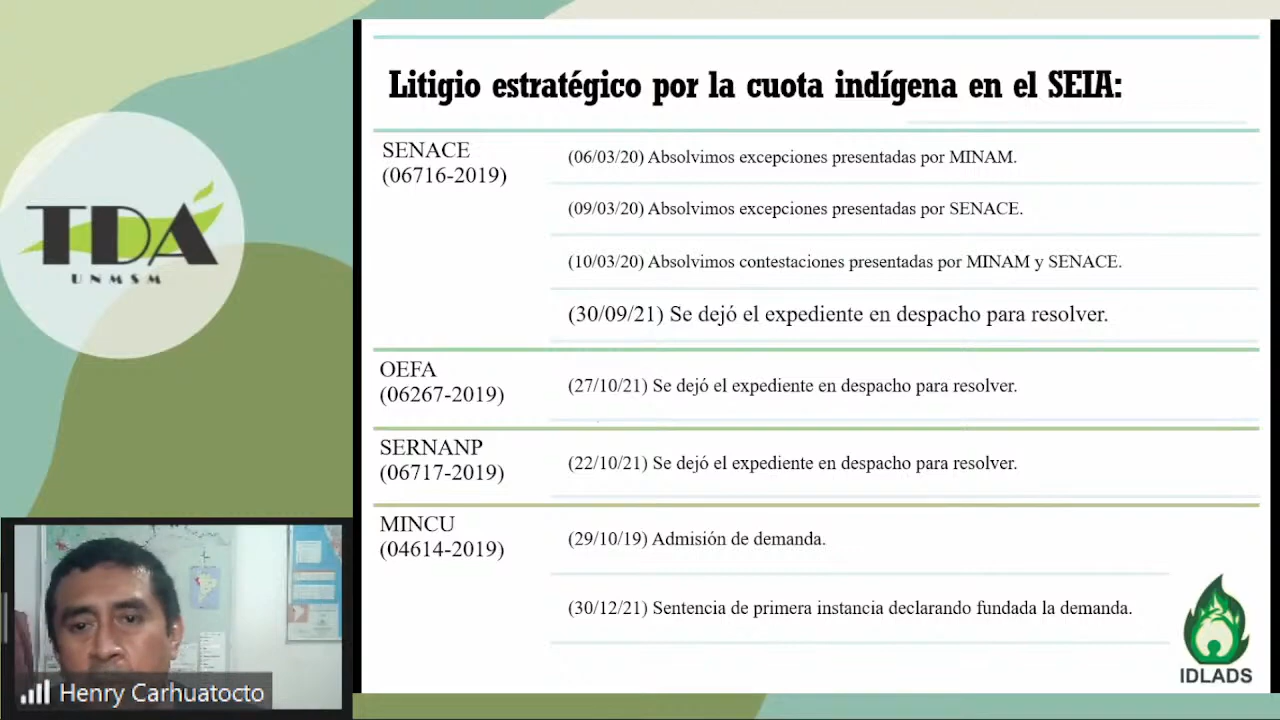 Litigio estratégico por la cuota indígena en el SEIA:
SENACE
(06716-2019)
(06/03/20) Absolvimos excepciones presentadas por MINAM.
(09/03/20) Absolvimos excepciones presentadas por SENACE.
(10/03/20) Absolvimos contestaciones presentadas por MINAM y SENACE.
(30/09/21) Se dejó el expediente en despacho para resolver.
OEFA
(06267-2019)
(27/10/21) Se dejó el expediente en despacho para resolver.
SERNANP
(06717-2019)
(22/10/21) Se dejó el expediente en despacho para resolver.
MINCU
(04614-2019)
(29/10/19) Admisión de demanda.
(30/12/21) Sentencia de primera instancia declarando fundada la demanda.
IDLADS
TDÁ
UNMSM
Henry Carhuatocto